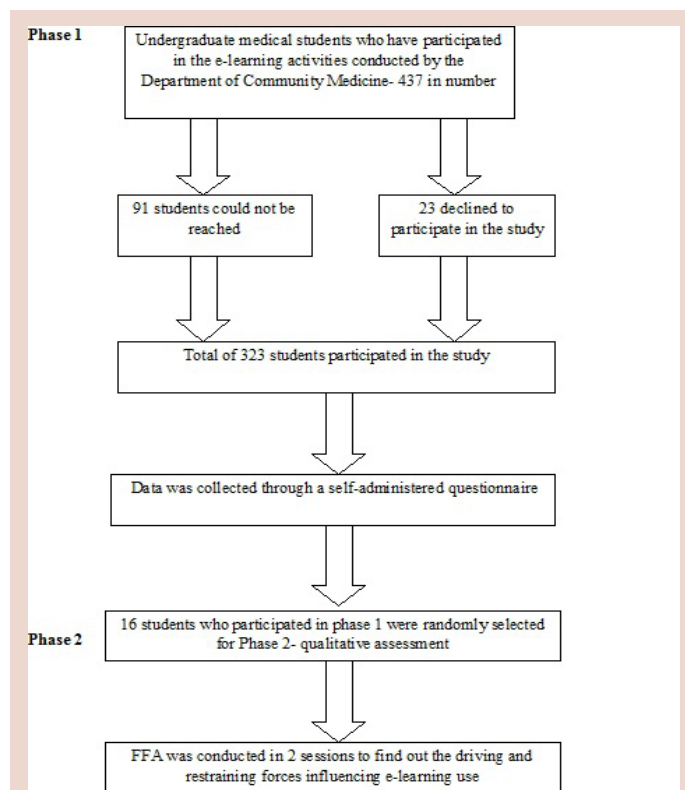 Phase 1
Undergraduate medical students who have participated
in the e-learning activities conducted by the
Department of Community Medicine- 437 in number
91 students could not be
reached
23 declined to
participate in the study
Total of 323 students participated in the study
Data was collected through a self-administered questionnaire
Phase 2
16 students who participated in phase 1 were randomly selected
for Phase 2- qualitative assessment
FFA was conducted in 2 sessions to find out the driving and
restraining forces influencing e-learning use